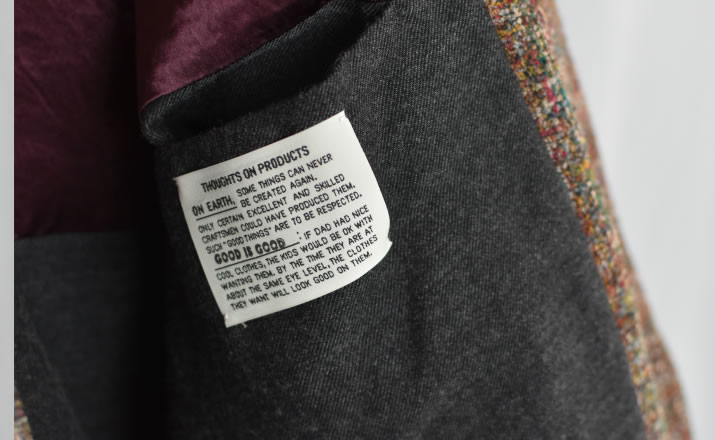 THOUGHTS ON PRODUCTS
ON EARTH, SOME THINGS CAN NEVER
BE CREATED AGAIN.
ONLY CERTAIN EXCELLENT AND SKILLED
CRAFTSMEN COULD HAVE PRODUCED THEM.
SUCH "GOOD THINGS" ARE TO BE RESPECTED.
GOOD IS GOOD : IF DAD HAD NICE
COOL CLOTHES, THE KIDS WOULD BE OK WITH
WANTING THEM. BY THE TIME THEY ARE AT
ABOUT THE SAME EYE LEVEL, THE CLOTHES
THEY WANT WILL LOOK GOOD ON THEM.